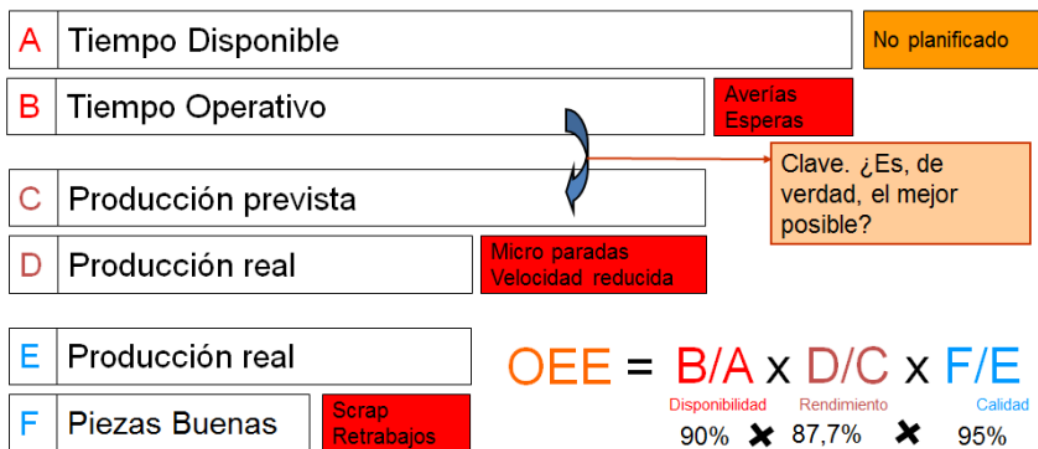 A Tiempo Disponible No planificado
B Tiempo Operativo Averías
Esperas
Clave. ¿Es, de
verdad, el mejor
posible?
C Producción prevista
D Producción real Micro paradas
Velocidad reducida
E Producción real
F Piezas Buenas Scrap
Retrabajos
OEE = B/A x D/C x F/E
Disponibilidad Rendimiento Calidad
90% × 87,7% × 95%